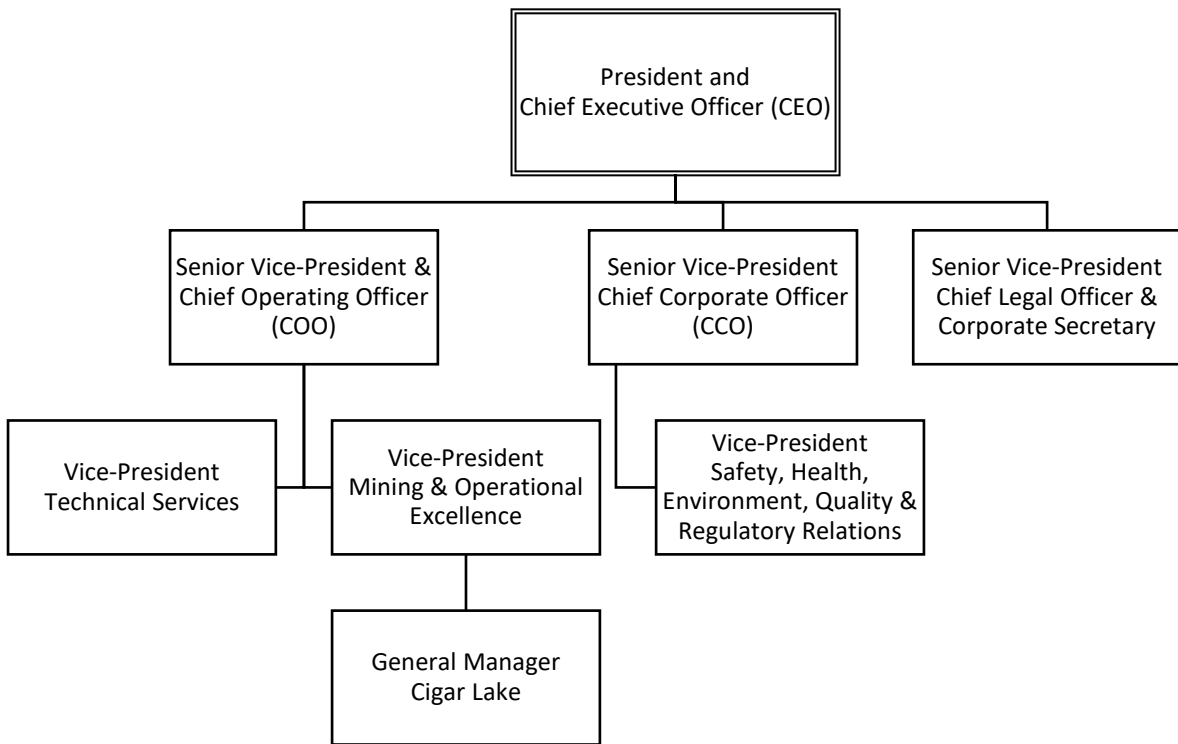 President and
Chief Executive Officer (CEO)
Senior Vice-President &
Chief Operating Officer
(COO)
Senior Vice-President
Chief Corporate Officer
(CCO)
Senior Vice-President
Chief Legal Officer &
Corporate Secretary
Vice-President
Technical Services
Vice-President
Mining & Operational
Excellence
Vice-President
Safety, Health,
Environment, Quality &
Regulatory Relations
General Manager
Cigar Lake